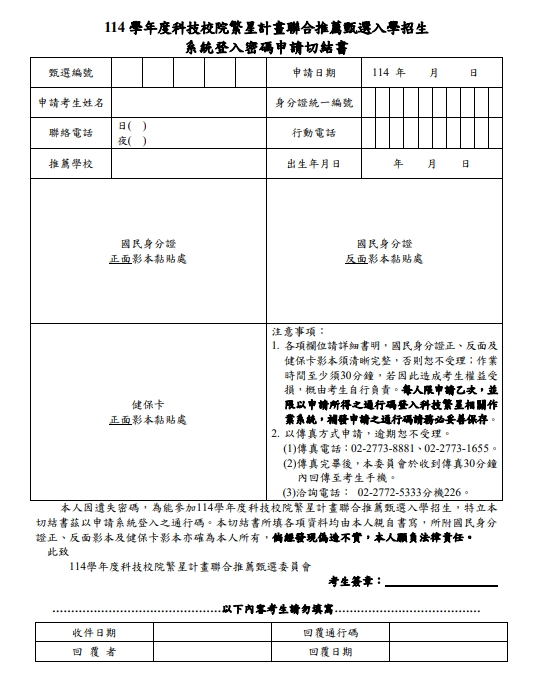 114 學年度科技校院繁星計畫聯合推薦甄選入學招生
系統登入密碼申請切結書
甄選編號
申請日期
114 年 月 日
申請考生姓名
身分證統一編號
聯絡電話
日( )
夜( )
行動電話
推薦學校
出生年月日
年 月 日
國民身分證
正面影本黏貼處
國民身分證
反面影本黏貼處
健保卡
正面影本黏貼處
注意事項：
1. 各項欄位請詳細書明，國民身分證正、反面及
健保卡影本須清晰完整，否則恕不受理；作業
時間至少須30分鐘，若因此造成考生權益受
損，概由考生自行負責。每人限申請乙次，並
限以申請所得之通行碼登入科技繁星相關作
業系統，補發申請之通行碼請務必妥善保存。
2. 以傳真方式申請，逾期恕不受理。
(1)傳真電話：02-2773-8881、02-2773-1655。
(2)傳真完畢後，本委員會於收到傳真30分鐘
內回傳至考生手機。
(3)洽詢電話： 02-2772-5333分機226。
本人因遺失密碼，為能參加114學年度科技校院繁星計畫聯合推薦甄選入學招生，特立本
切結書茲以申請系統登入之通行碼。本切結書所填各項資料均由本人親自書寫，所附國民身分
證正、反面影本及健保卡影本亦確為本人所有，倘經發現偽造不實，本人願負法律責任。
此致
114學年度科技校院繁星計畫聯合推薦甄選委員會
考生簽章：
以下內容考生請勿填寫
收件日期
回覆通行碼
回 覆 者
回覆日期